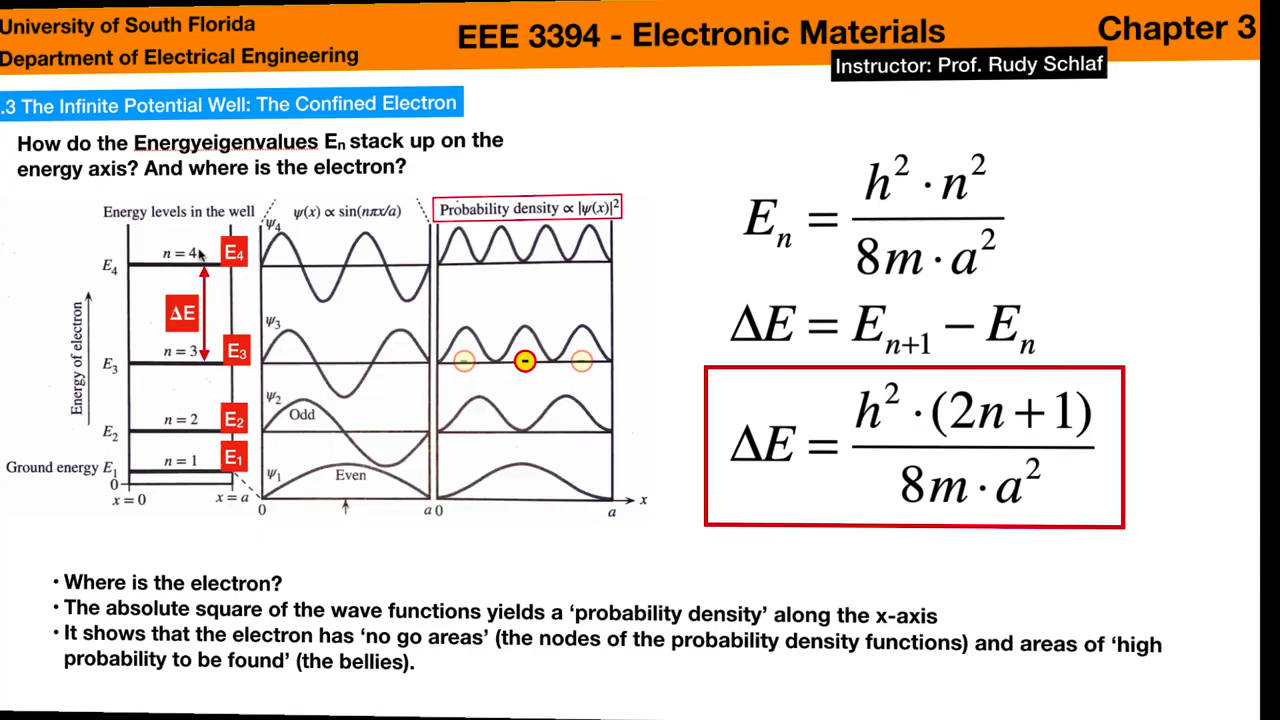 University of South Florida
Department of Electrical Engineering
EEE 3394 - Electronic Materials
Chapter 3
Instructor: Prof. Rudy Schlaf
.3 The Infinite Potential Well: The Confined Electron
How do the Energyeigenvalues Eₙ stack up on the
energy axis? And where is the electron?
Energy levels in the well
ψ(x) ∝ sin(nπx/a)
Probability density ∝ |ψ(x)|²
Energy of electron
n = 4
E₄
E₄
ΔE
n = 3
E₃
E₃
n = 2
E₂
E₂
n = 1
E₁
Ground energy E₁
0
x = 0
x = a
ψ₄
ψ₃
ψ₂
Odd
ψ₁
Even
0
a
0
a
x
-
-
-
Eₙ = h² · n² / 8m · a²
ΔE = Eₙ₊₁ − Eₙ
ΔE = h² · (2n + 1) / 8m · a²
• Where is the electron?
• The absolute square of the wave functions yields a ‘probability density’ along the x-axis
• It shows that the electron has ‘no go areas’ (the nodes of the probability density functions) and areas of ‘high
probability to be found’ (the bellies).